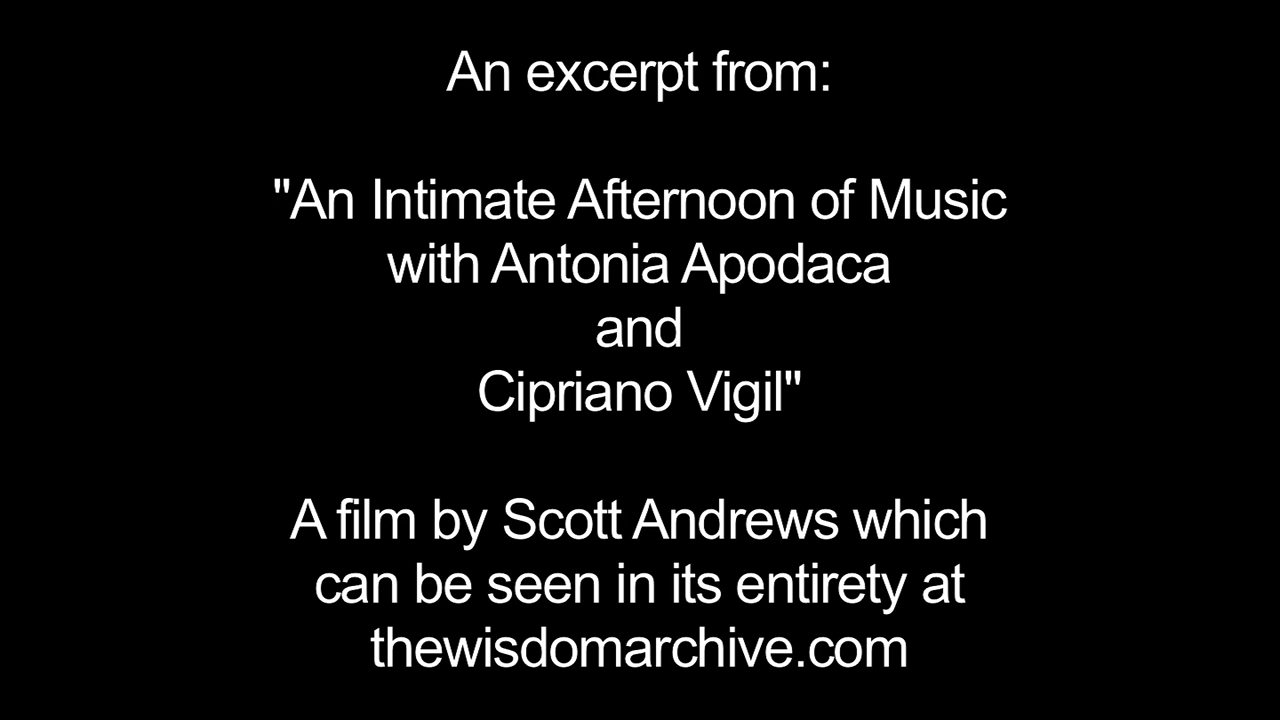 An excerpt from:
"An Intimate Afternoon of Music
with Antonia Apodaca
and
Cipriano Vigil"
A film by Scott Andrews which
can be seen in its entirety at
thewisdomarchive.com